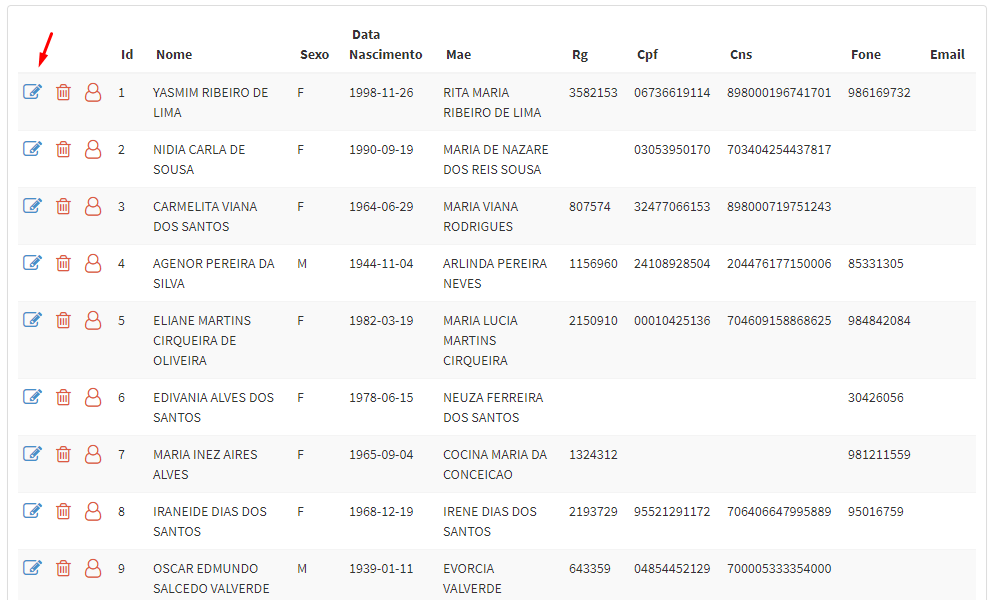 Id Nome Sexo Data Nascimento Mae Rg Cpf Cns Fone Email
1 YASMIM RIBEIRO DE F 1998-11-26 RITA MARIA 3582153 06736619114 898000196741701 986169732
LIMA RIBEIRO DE LIMA
2 NIDIA CARLA DE F 1990-09-19 MARIA DE NAZARE 03053950170 703404254437817
SOUSA DOS REIS SOUSA
3 CARMELITA VIANA F 1964-06-29 MARIA VIANA 807574 32477066153 898000719751243
DOS SANTOS RODRIGUES
4 AGENOR PEREIRA DA M 1944-11-04 ARLINDA PEREIRA 1156960 24108928504 204476177150006 85331305
SILVA NEVES
5 ELIANE MARTINS F 1982-03-19 MARIA LUCIA 2150910 00010425136 704609158868625 984842084
CIRQUEIRA DE MARTINS
OLIVEIRA CIRQUEIRA
6 EDIVANIA ALVES DOS F 1978-06-15 NEUZA FERREIRA 30426056
SANTOS DOS SANTOS
7 MARIA INEZ AIRES F 1965-09-04 COCINA MARIA DA 1324312 981211559
ALVES CONCEICAO
8 IRANEIDE DIAS DOS F 1968-12-19 IRENE DIAS DOS 2193729 95521291172 706406647995889 95016759
SANTOS SANTOS
9 OSCAR EDMUNDO M 1939-01-11 EVORCIA 643359 04854452129 700005333354000
SALCEDO VALVERDE VALVERDE